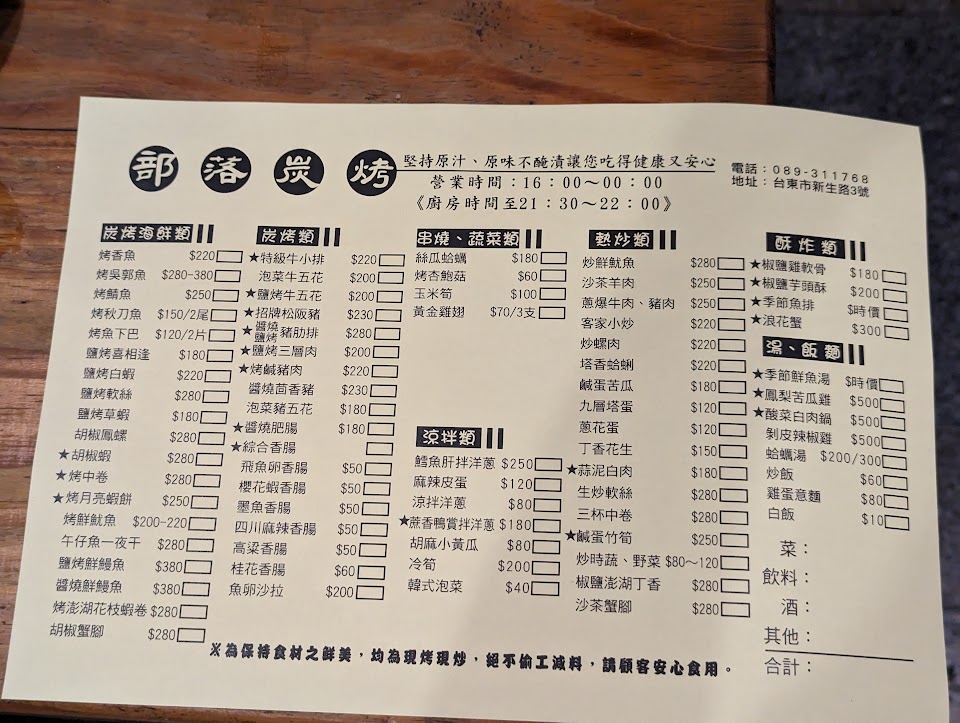 部落炭烤
堅持原汁、原味不醃漬讓您吃得健康又安心
營業時間：16：00～00：00
《廚房時間至21：30～22：00》
電話：089-311768
地址：台東市新生路3號
炭烤海鮮類
烤香魚 $220
烤吳郭魚 $280-380
烤鯖魚 $250
烤秋刀魚 $150/2尾
烤魚下巴 $120/2片
鹽烤喜相逢 $180
鹽烤白蝦 $220
鹽烤軟絲 $280
鹽烤草蝦 $180
胡椒鳳螺 $280
★胡椒蝦 $280
★烤中卷 $280
★烤月亮蝦餅 $250
烤鮮魷魚 $200-220
午仔魚一夜干 $280
鹽烤鮮鰻魚 $380
醬燒鮮鰻魚 $380
烤澎湖花枝蝦卷 $280
胡椒蟹腳 $280
炭烤類
★特級牛小排 $220
泡菜牛五花 $200
★鹽烤牛五花 $200
★招牌松阪豬 $230
★醬燒鹽烤豬肋排 $280
★鹽烤三層肉 $200
★烤鹹豬肉 $220
醬燒茴香豬 $230
泡菜豬五花 $180
★醬燒肥腸 $180
★綜合香腸
飛魚卵香腸 $50
櫻花蝦香腸 $50
墨魚香腸 $50
四川麻辣香腸 $50
高粱香腸 $50
桂花香腸 $60
魚卵沙拉 $200
串燒、蔬菜類
絲瓜蛤蠣 $180
烤杏鮑菇 $60
玉米筍 $100
黃金雞翅 $70/3支
涼拌類
鱈魚肝拌洋蔥 $250
麻辣皮蛋 $120
涼拌洋蔥 $80
★蔗香鴨賞拌洋蔥 $180
胡麻小黃瓜 $80
冷筍 $200
韓式泡菜 $40
熱炒類
炒鮮魷魚 $280
沙茶羊肉 $250
蔥爆牛肉、豬肉 $250
客家小炒 $220
炒螺肉 $220
塔香蛤蜊 $220
鹹蛋苦瓜 $180
九層塔蛋 $120
蔥花蛋 $120
丁香花生 $150
★蒜泥白肉 $180
生炒軟絲 $280
三杯中卷 $280
★鹹蛋竹筍 $250
炒時蔬、野菜 $80～120
椒鹽澎湖丁香 $280
沙茶蟹腳 $280
酥炸類
★椒鹽雞軟骨 $180
★椒鹽芋頭酥 $200
★季節魚排 $時價
★浪花蟹 $300
湯、飯麵
★季節鮮魚湯 $時價
★鳳梨苦瓜雞 $500
★酸菜白肉鍋 $500
剝皮辣椒雞 $500
蛤蠣湯 $200/300
炒飯 $60
雞蛋意麵 $80
白飯 $10
菜：
飲料：
酒：
其他：
合計：
※為保持食材之鮮美，均為現烤現炒，絕不偷工減料，請顧客安心食用。